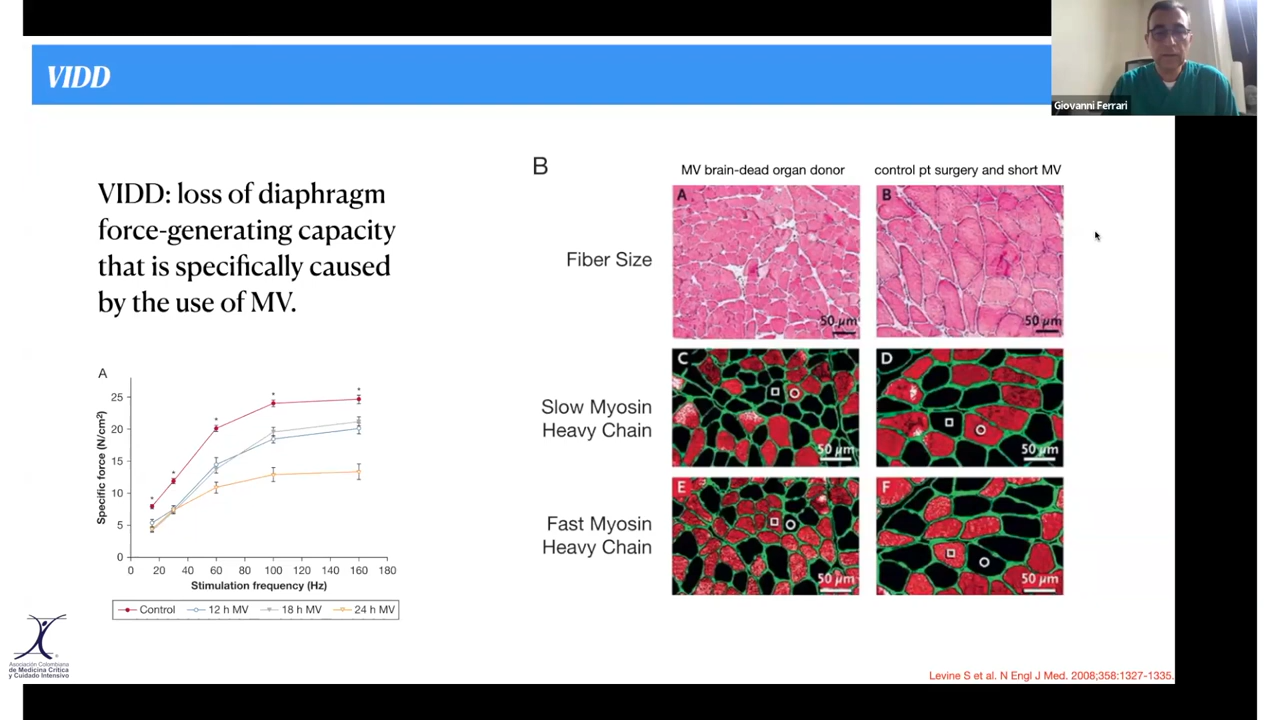 VIDD
Giovanni Ferrari
VIDD: loss of diaphragm
force-generating capacity
that is specifically caused
by the use of MV.
A
25
20
15
10
5
0
Specific force (N/cm²)
*
*
*
*
*
0 20 40 60 80 100 120 140 160 180
Stimulation frequency (Hz)
Control 12 h MV 18 h MV 24 h MV
B
MV brain-dead organ donor control pt surgery and short MV
Fiber Size
A
50 µm
B
50 µm
Slow Myosin
Heavy Chain
C
50 µm
D
50 µm
Fast Myosin
Heavy Chain
E
50 µm
F
50 µm
Asociación Colombiana
de Medicina Crítica
y Cuidado Intensivo
Levine S et al. N Engl J Med. 2008;358:1327-1335.